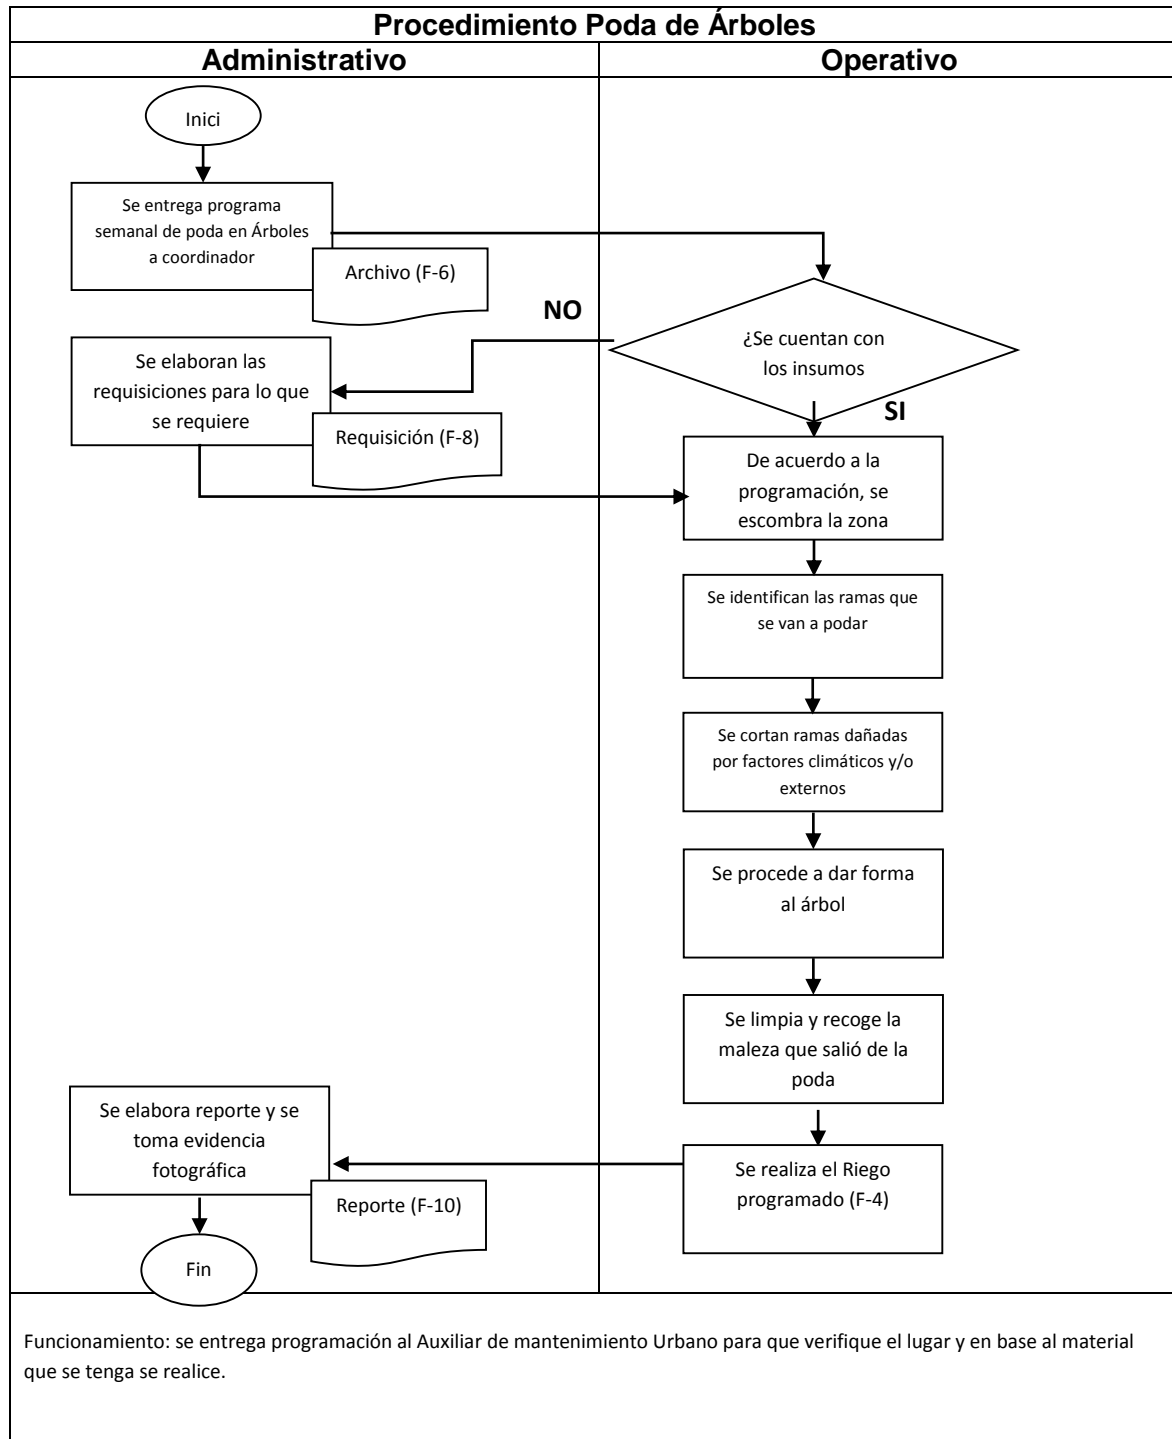 Procedimiento Poda de Árboles
Administrativo
Operativo
Inici
Se entrega programa
semanal de poda en Árboles
a coordinador
Archivo (F-6)
NO
¿Se cuentan con
los insumos
SI
Se elaboran las
requisiciones para lo que
se requiere
Requisición (F-8)
De acuerdo a la
programación, se
escombra la zona
Se identifican las ramas que
se van a podar
Se cortan ramas dañadas
por factores climáticos y/o
externos
Se procede a dar forma
al árbol
Se limpia y recoge la
maleza que salió de la
poda
Se realiza el Riego
programado (F-4)
Se elabora reporte y se
toma evidencia
fotográfica
Reporte (F-10)
Fin
Funcionamiento: se entrega programación al Auxiliar de mantenimiento Urbano para que verifique el lugar y en base al material
que se tenga se realice.